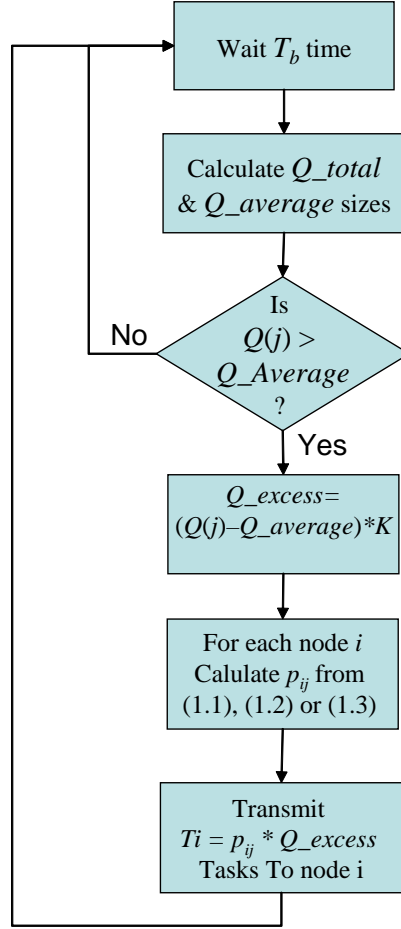 Wait T_b time
Calculate Q_total
& Q_average sizes
Is
Q(j) >
Q_Average
?
No
Yes
Q_excess=
(Q(j)–Q_average)*K
For each node i
Calulate p_ij from
(1.1), (1.2) or (1.3)
Transmit
Ti = p_ij * Q_excess
Tasks To node i